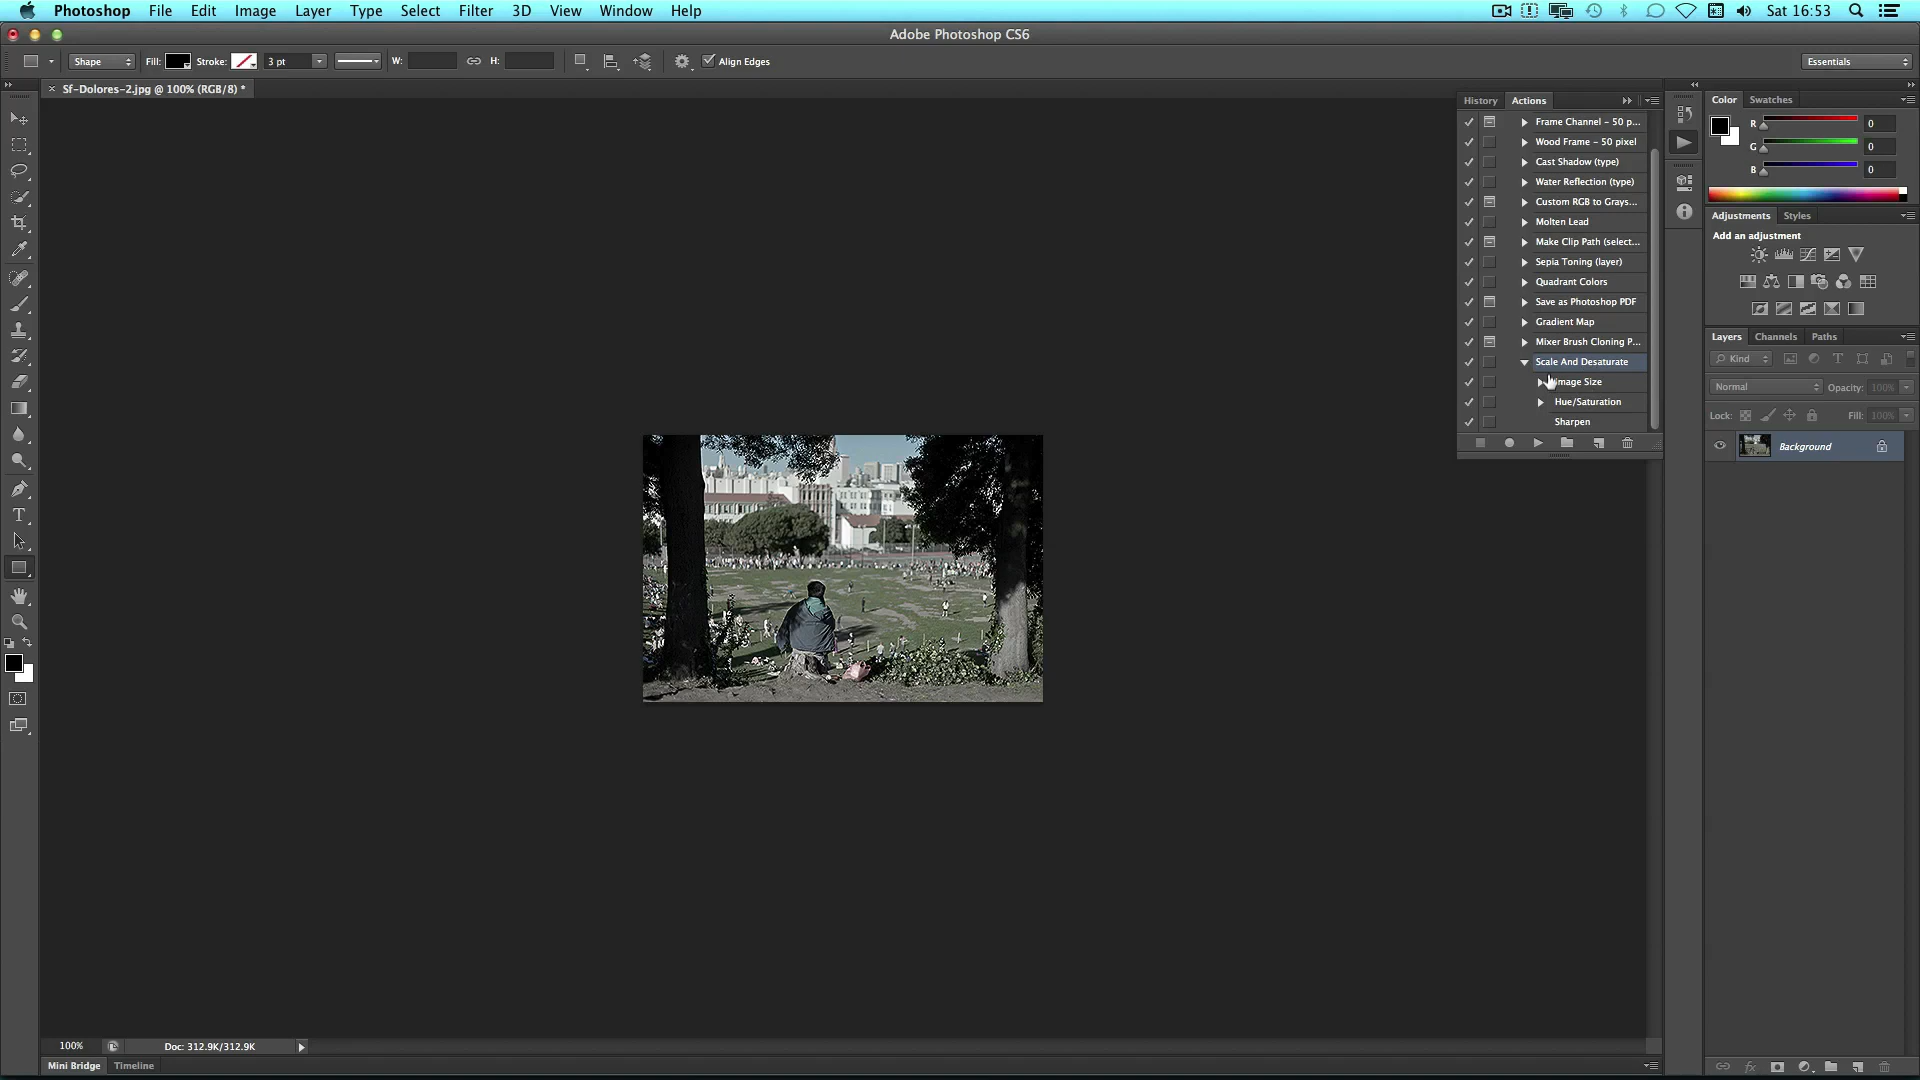 Photoshop File Edit Image Layer Type Select Filter 3D View Window Help Sat 16:53
Adobe Photoshop CS6
Shape Fill: Stroke: 3 pt W: H: Align Edges Essentials
× Sf-Dolores-2.jpg @ 100% (RGB/8) *
History Actions
Frame Channel - 50 p...
Wood Frame - 50 pixel
Cast Shadow (type)
Water Reflection (type)
Custom RGB to Grays...
Molten Lead
Make Clip Path (select...
Sepia Toning (layer)
Quadrant Colors
Save as Photoshop PDF
Gradient Map
Mixer Brush Cloning P...
Scale And Desaturate
Image Size
Hue/Saturation
Sharpen
Color Swatches
R 0
G 0
B 0
Adjustments Styles
Add an adjustment
Layers Channels Paths
Kind
Normal Opacity: 100%
Lock: Fill: 100%
Background
100% Doc: 312.9K/312.9K
Mini Bridge Timeline